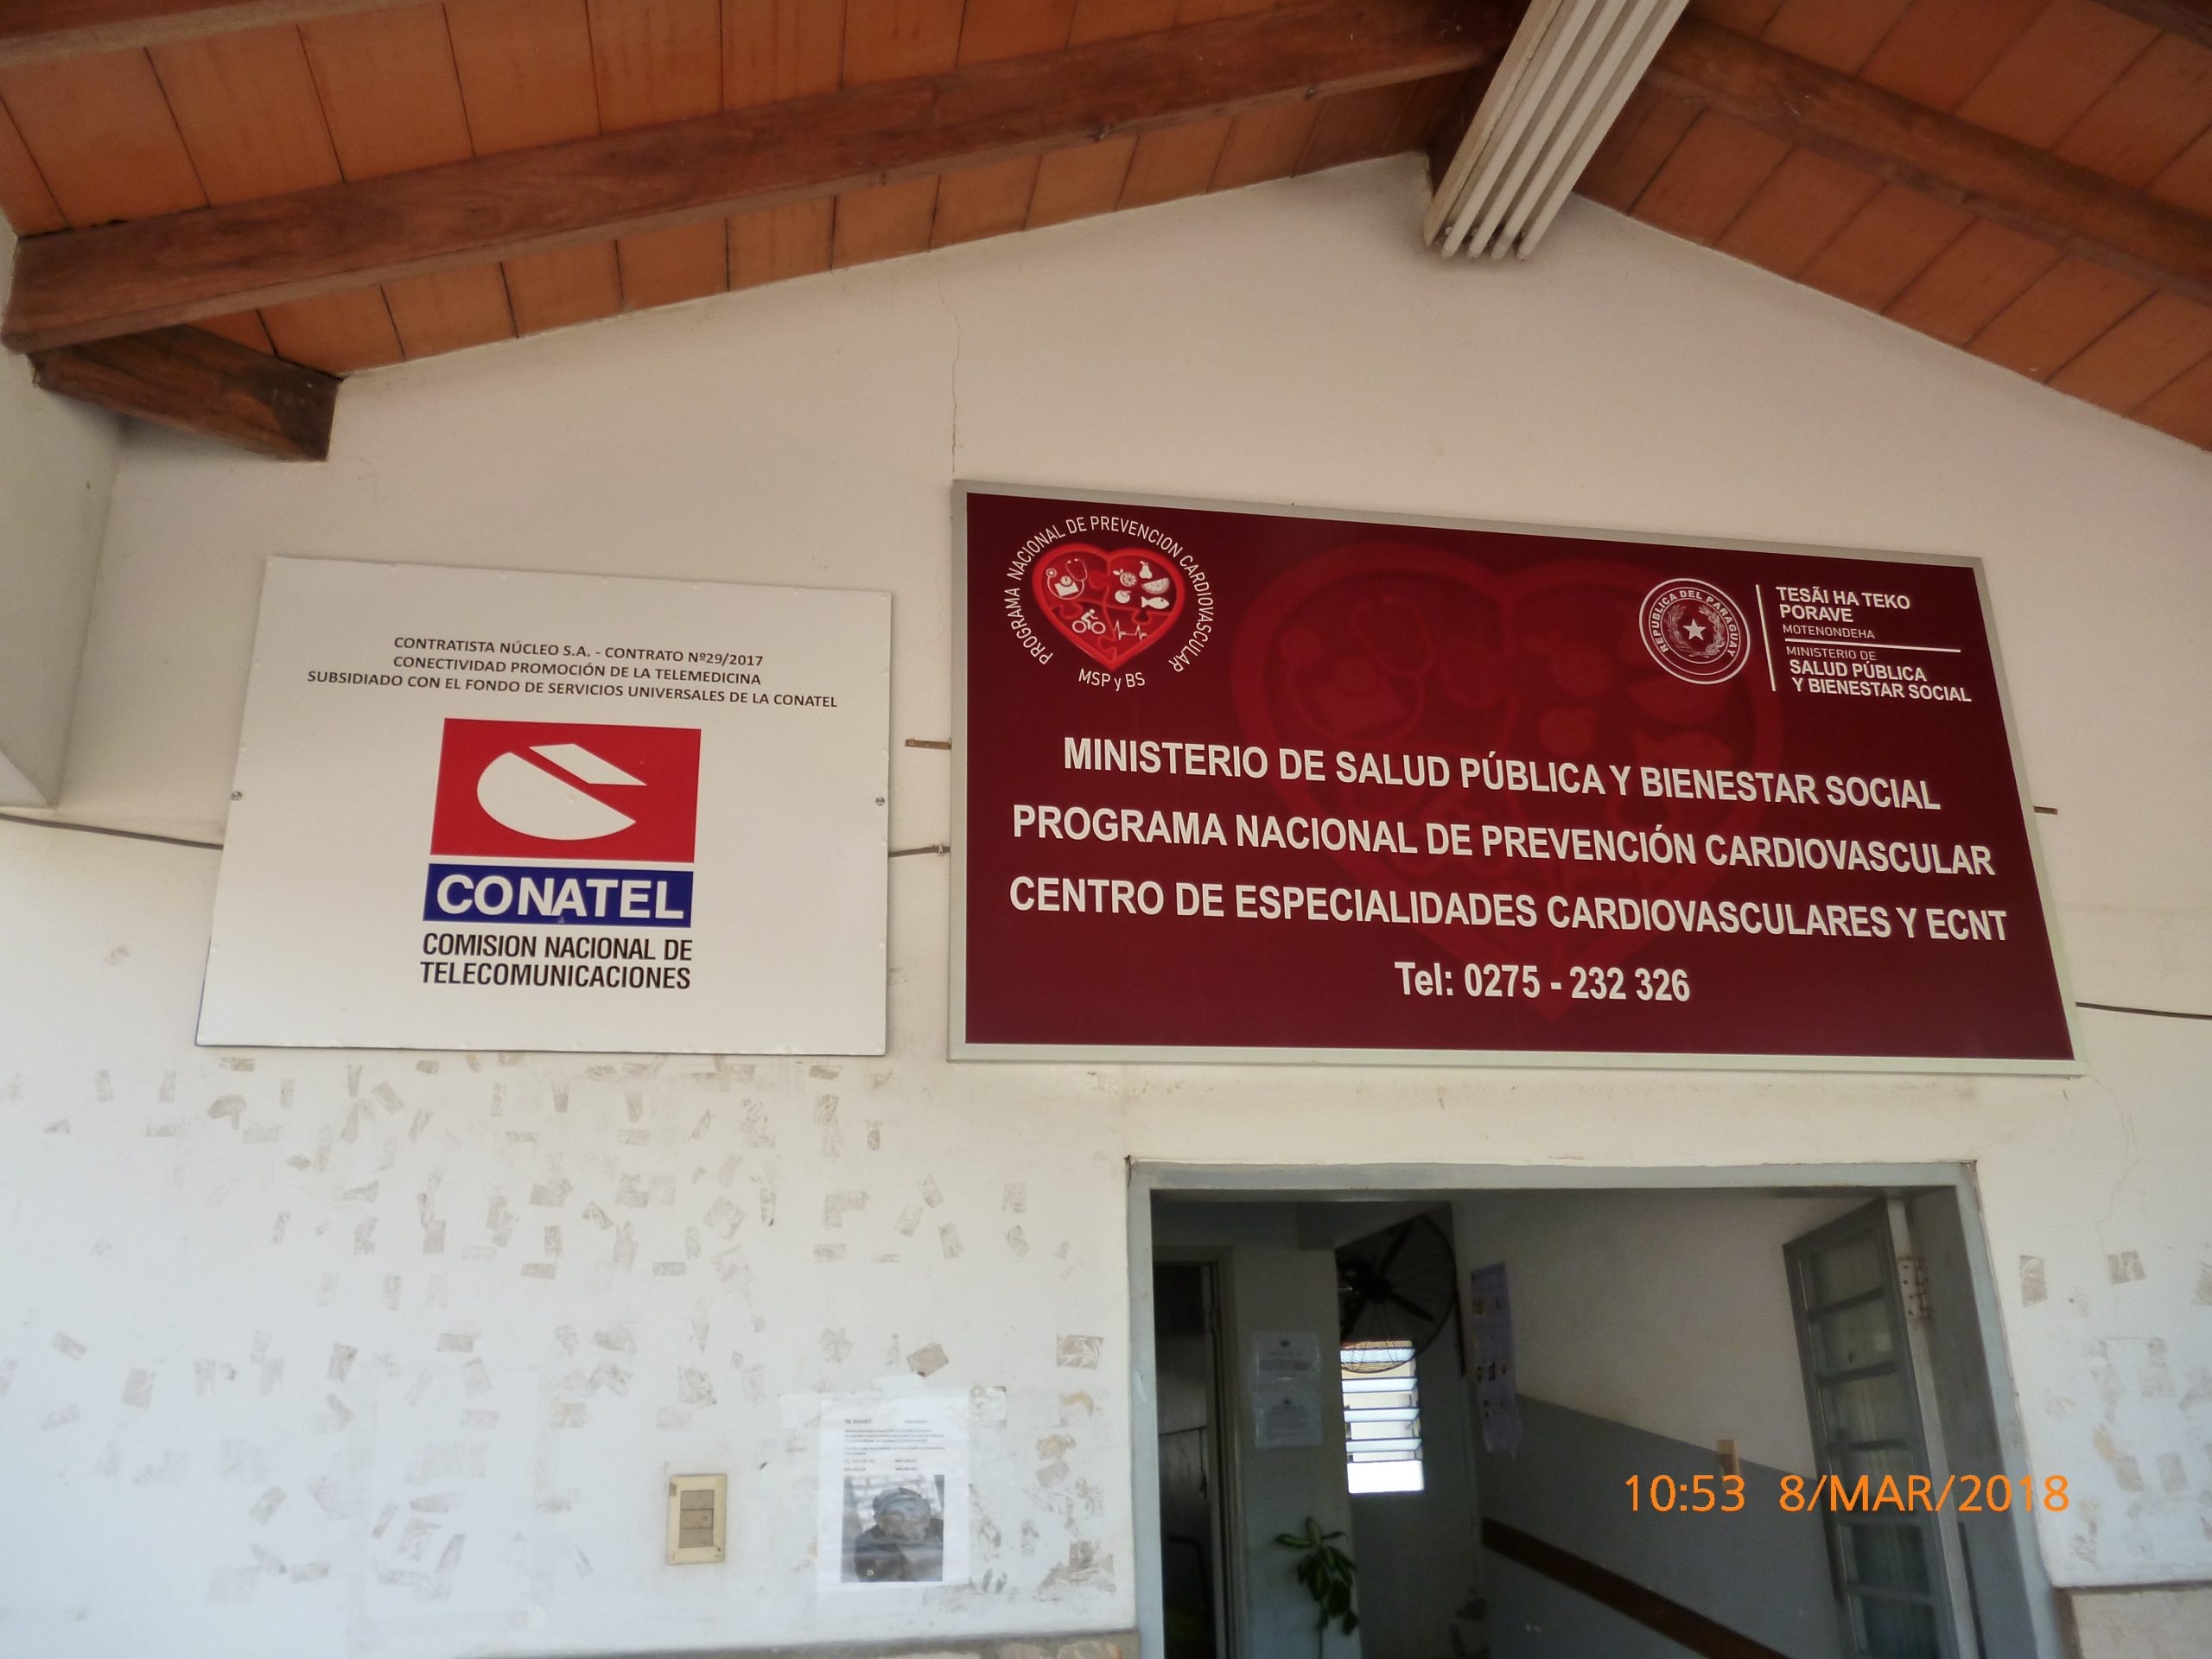 CONTRATISTA NÚCLEO S.A. - CONTRATO Nº29/2017
CONECTIVIDAD PROMOCIÓN DE LA TELEMEDICINA
SUBSIDIADO CON EL FONDO DE SERVICIOS UNIVERSALES DE LA CONATEL
CONATEL
COMISION NACIONAL DE
TELECOMUNICACIONES
PROGRAMA NACIONAL DE PREVENCION CARDIOVASCULAR
MSP y BS
REPUBLICA DEL PARAGUAY
TESÃI HA TEKO
PORAVE
MOTENONDEHA
MINISTERIO DE
SALUD PÚBLICA
Y BIENESTAR SOCIAL
MINISTERIO DE SALUD PÚBLICA Y BIENESTAR SOCIAL
PROGRAMA NACIONAL DE PREVENCIÓN CARDIOVASCULAR
CENTRO DE ESPECIALIDADES CARDIOVASCULARES Y ECNT
Tel: 0275 - 232 326
10:53 8/MAR/2018